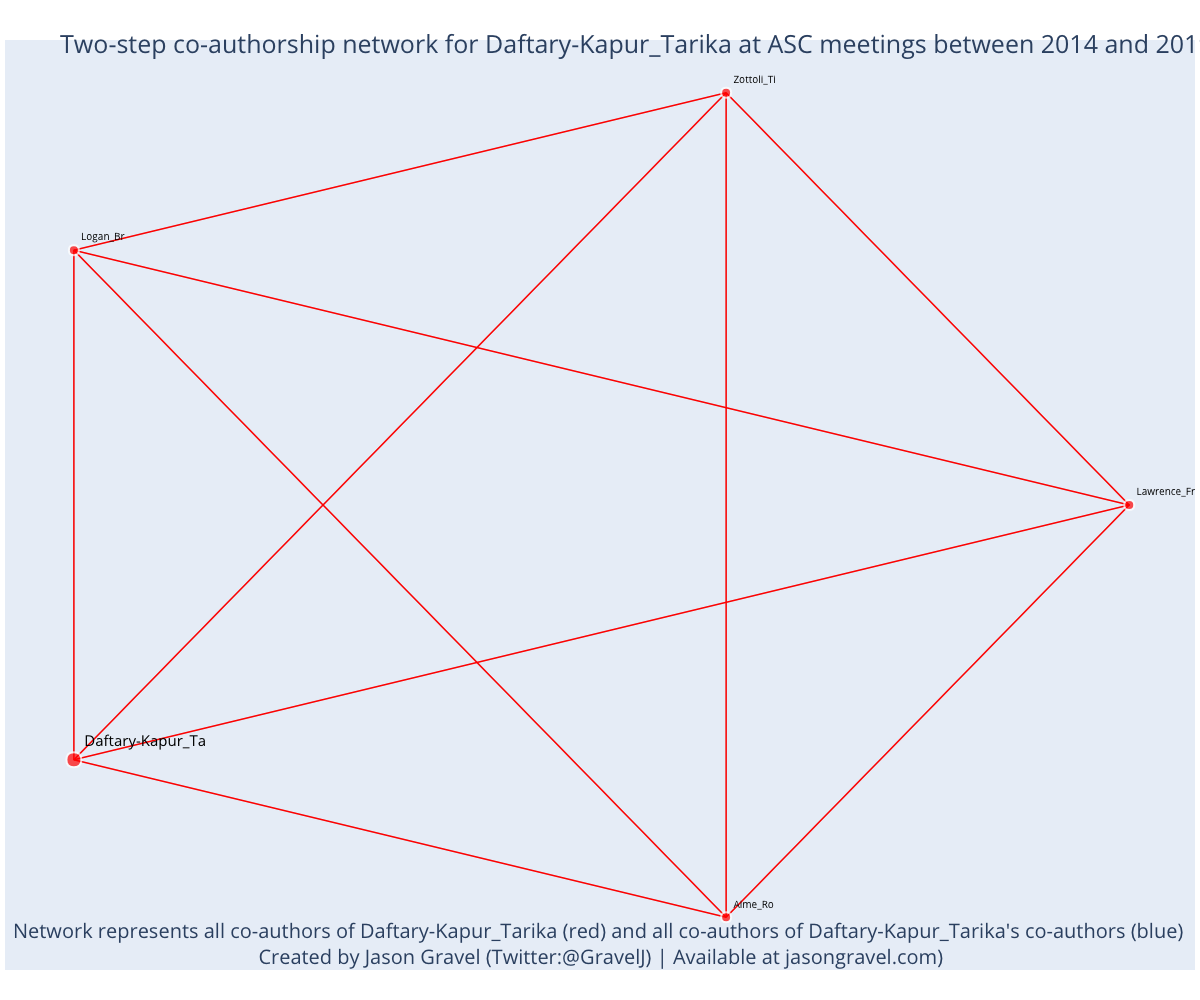 Two-step co-authorship network for Daftary-Kapur_Tarika at ASC meetings between 2014 and 201
Zottoli_Ti
Logan_Br
Lawrence_Fr
Daftary-Kapur_Ta
Aime_Ro
Network represents all co-authors of Daftary-Kapur_Tarika (red) and all co-authors of Daftary-Kapur_Tarika's co-authors (blue)
Created by Jason Gravel (Twitter:@GravelJ) | Available at jasongravel.com)